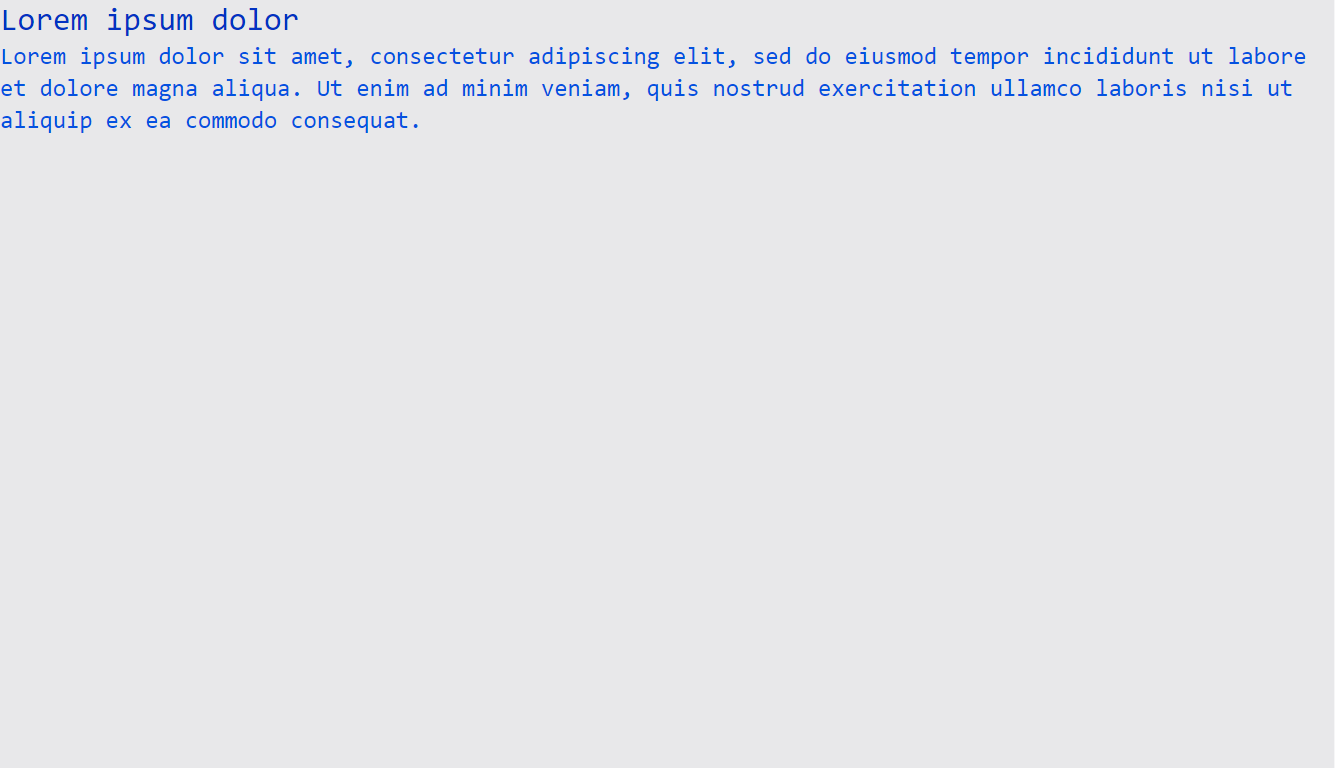 Lorem ipsum dolor
Lorem ipsum dolor sit amet, consectetur adipiscing elit, sed do eiusmod tempor incididunt ut labore
et dolore magna aliqua. Ut enim ad minim veniam, quis nostrud exercitation ullamco laboris nisi ut
aliquip ex ea commodo consequat.